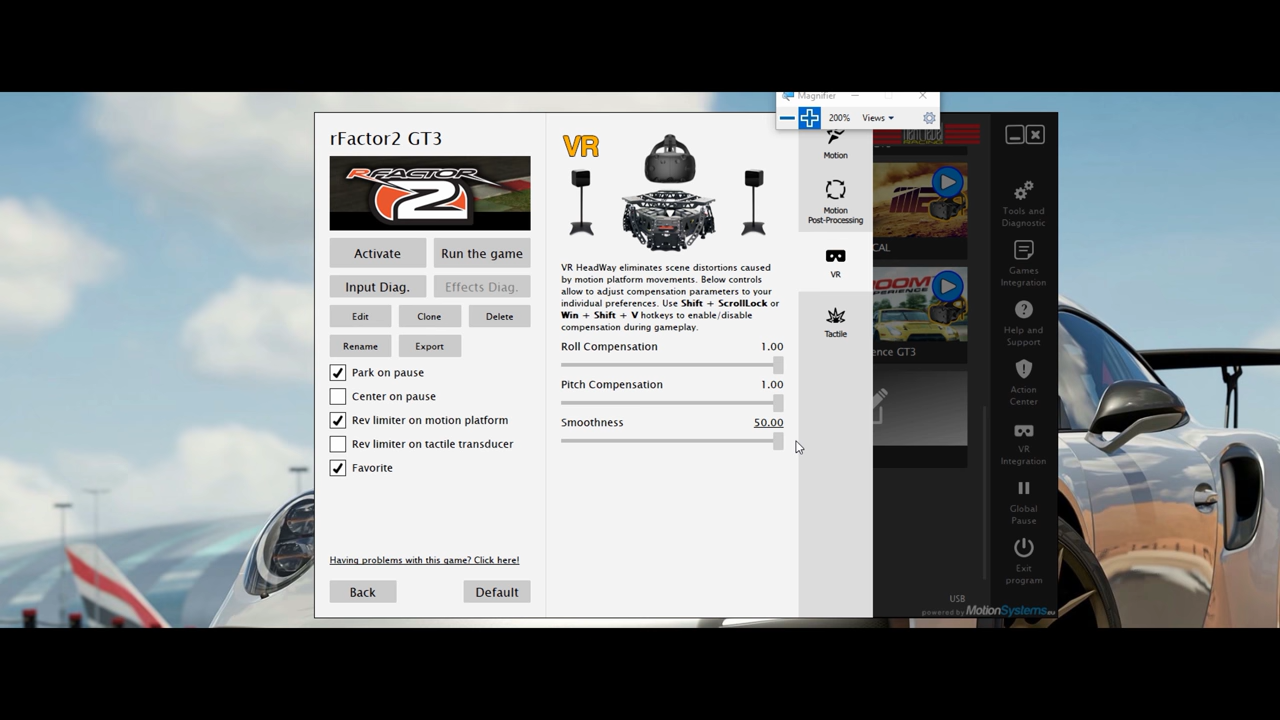 Magnifier
200%
Views
rFactor2 GT3
RFACTOR
2
Activate
Run the game
Input Diag.
Effects Diag.
Edit
Clone
Delete
Rename
Export
Park on pause
Center on pause
Rev limiter on motion platform
Rev limiter on tactile transducer
Favorite
Having problems with this game? Click here!
Back
Default
VR
VR HeadWay eliminates scene distortions caused
by motion platform movements. Below controls
allow to adjust compensation parameters to your
individual preferences. Use Shift + ScrollLock or
Win + Shift + V hotkeys to enable/disable
compensation during gameplay.
Roll Compensation 1.00
Pitch Compensation 1.00
Smoothness 50.00
Motion
Motion
Post-Processing
VR
Tactile
RACING
CAL
ence GT3
Tools and
Diagnostic
Games
Integration
Help and
Support
Action
Center
VR
Integration
Global
Pause
Exit
program
USB
powered by MotionSystems.eu